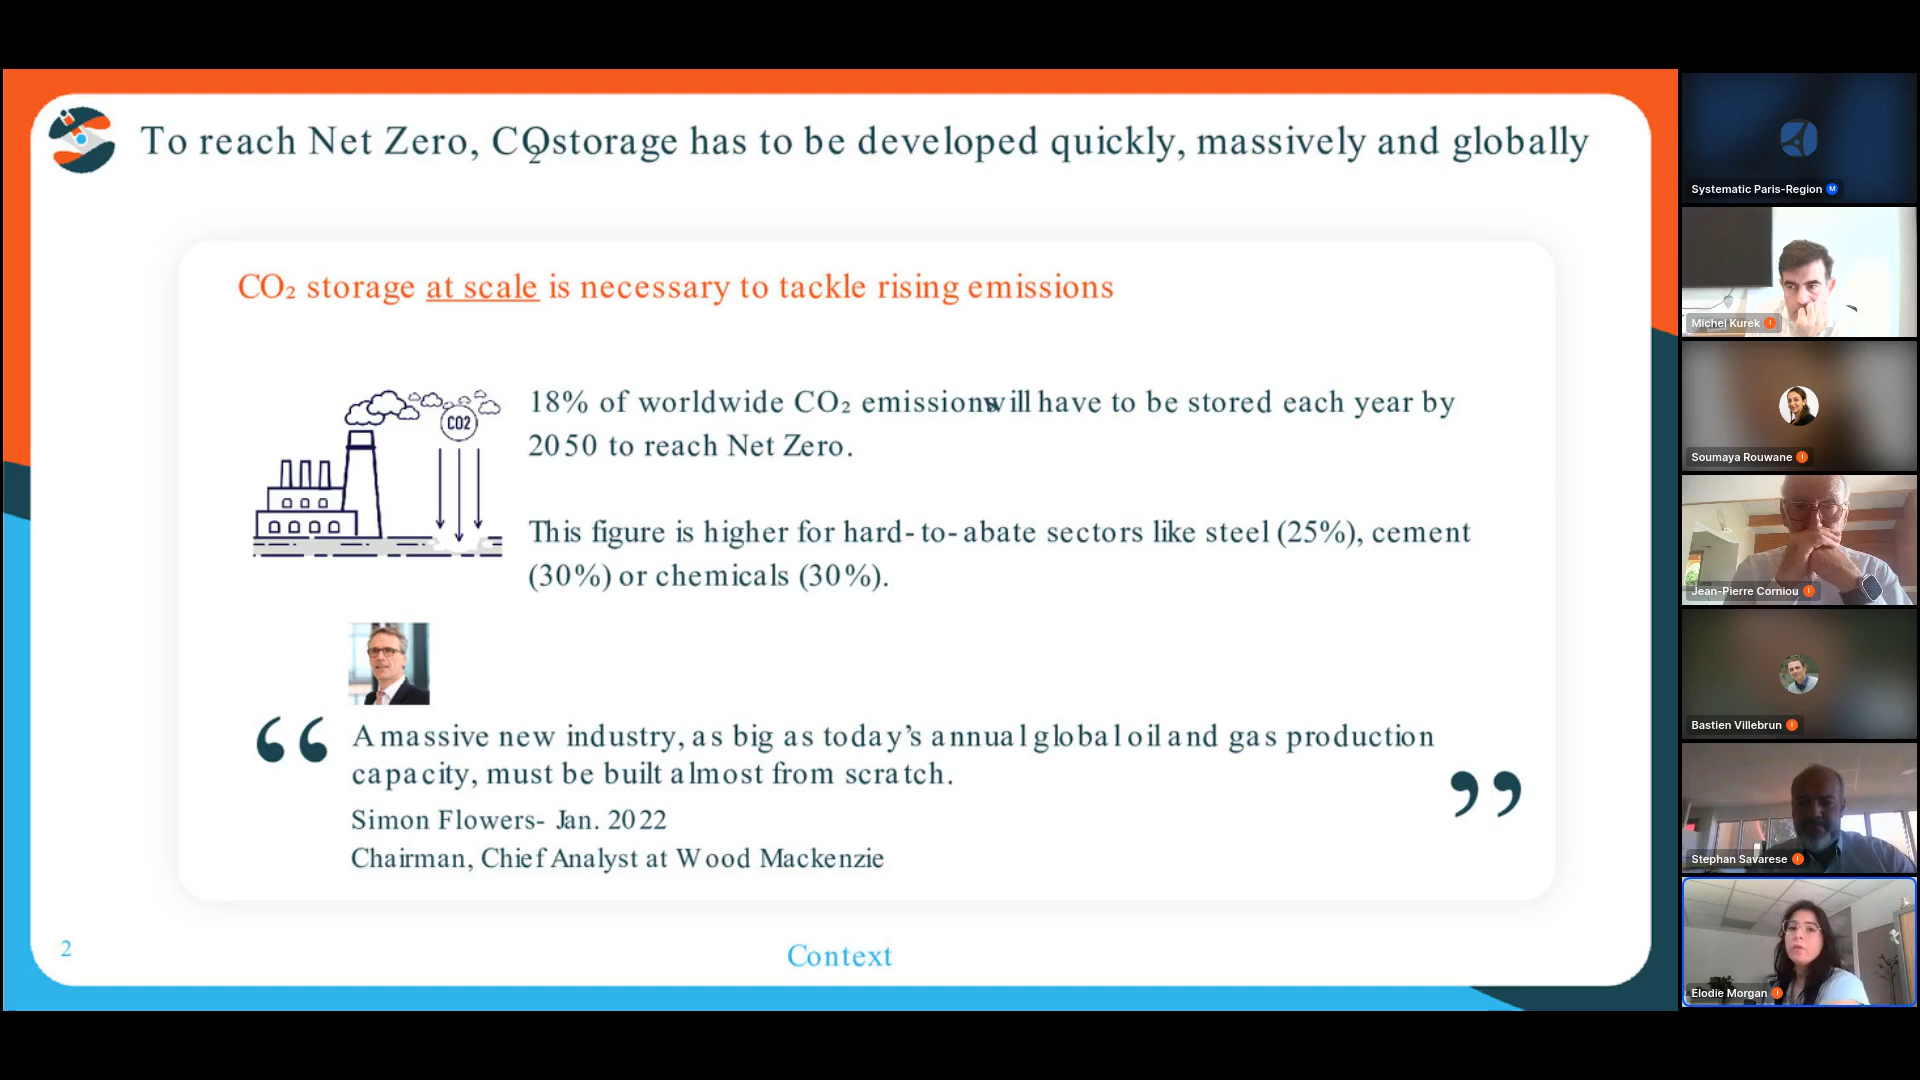 To reach Net Zero, CO2 storage has to be developed quickly, massively and globally
CO₂ storage at scale is necessary to tackle rising emissions
CO2
18% of worldwide CO₂ emissions will have to be stored each year by
2050 to reach Net Zero.
This figure is higher for hard-to-abate sectors like steel (25%), cement
(30%) or chemicals (30%).
“
A massive new industry, as big as today’s annual global oil and gas production
capacity, must be built almost from scratch.
”
Simon Flowers- Jan. 2022
Chairman, Chief Analyst at Wood Mackenzie
2
Context
Systematic Paris-Region M
Michel Kurek I
Soumaya Rouwane I
Jean-Pierre Corniou I
Bastien Villebrun I
Stephan Savarese I
Elodie Morgan I